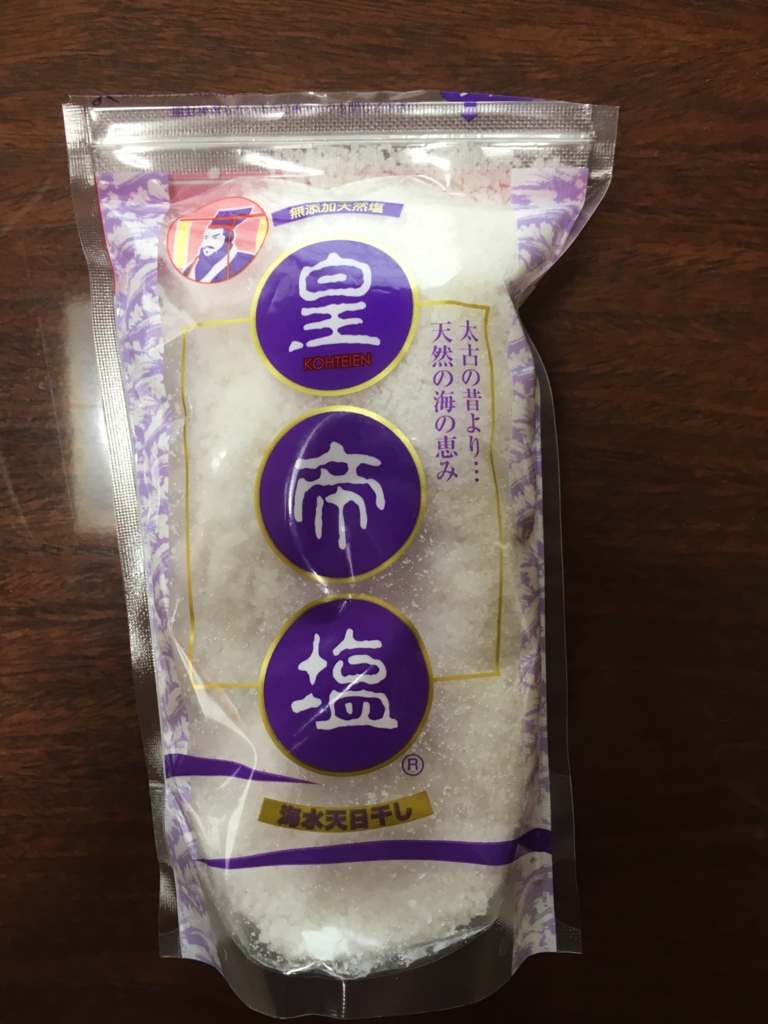 無添加天然塩
皇
KOHTEIEN
帝
塩
®
太古の昔より…
天然の海の恵み
海水天日干し